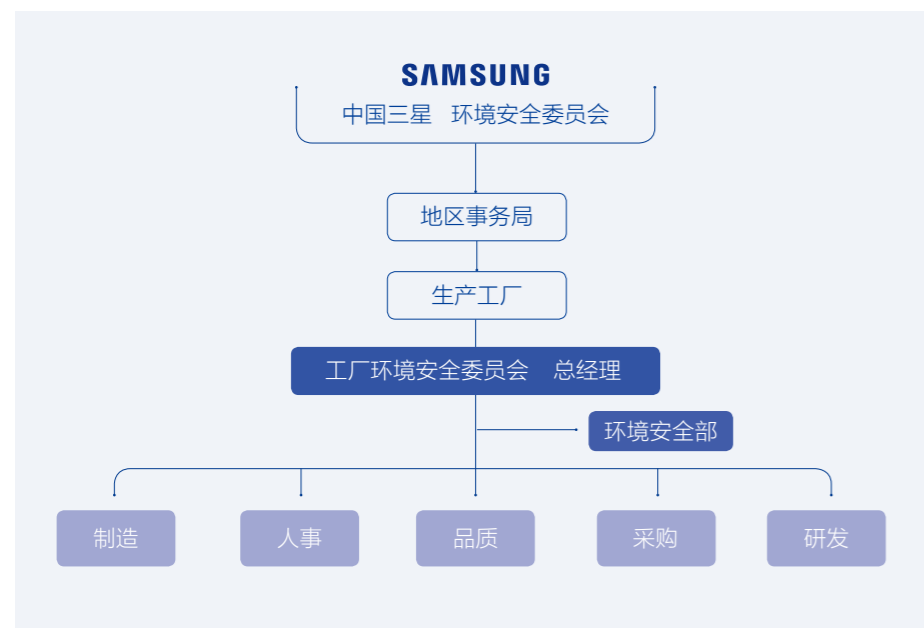 SAMSUNG
中国三星 环境安全委员会
地区事务局
生产工厂
工厂环境安全委员会 总经理
环境安全部
制造 人事 品质 采购 研发